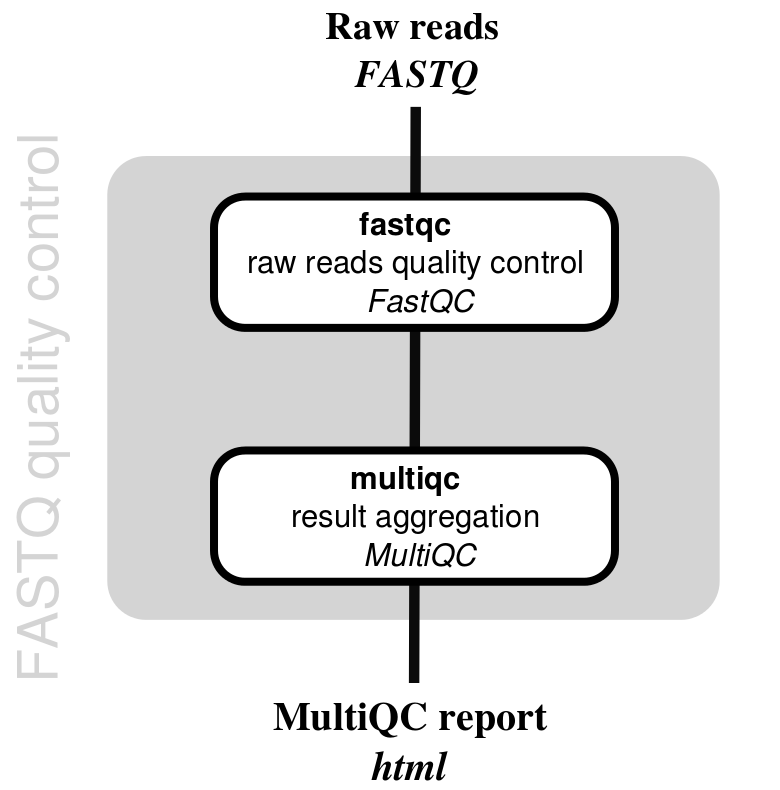 Raw reads
FASTQ
FASTQ quality control
fastqc
raw reads quality control
FastQC
multiqc
result aggregation
MultiQC
MultiQC report
html